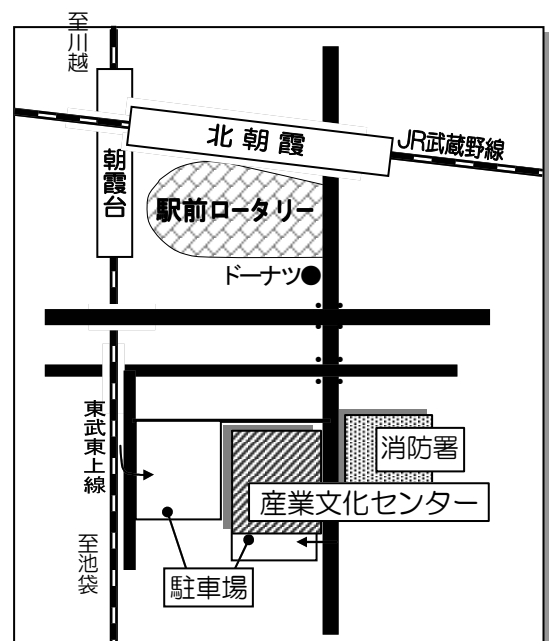 至川越
北朝霞
JR武蔵野線
朝霞台
駅前ロータリー
ドーナツ
東武東上線
消防署
産業文化センター
至池袋
駐車場